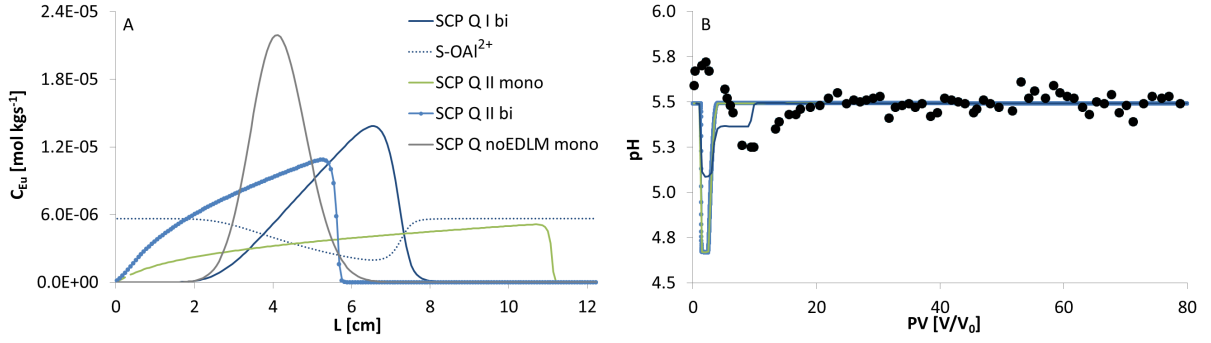 A
C_Eu [mol kgs⁻¹]
2.4E-05
1.8E-05
1.2E-05
6.0E-06
0.0E+00
0 2 4 6 8 10 12
L [cm]
SCP Q I bi
S-OAl²⁺
SCP Q II mono
SCP Q II bi
SCP Q noEDLM mono
B
pH
6.0
5.8
5.5
5.3
5.0
4.8
4.5
0 20 40 60 80
PV [V/V₀]